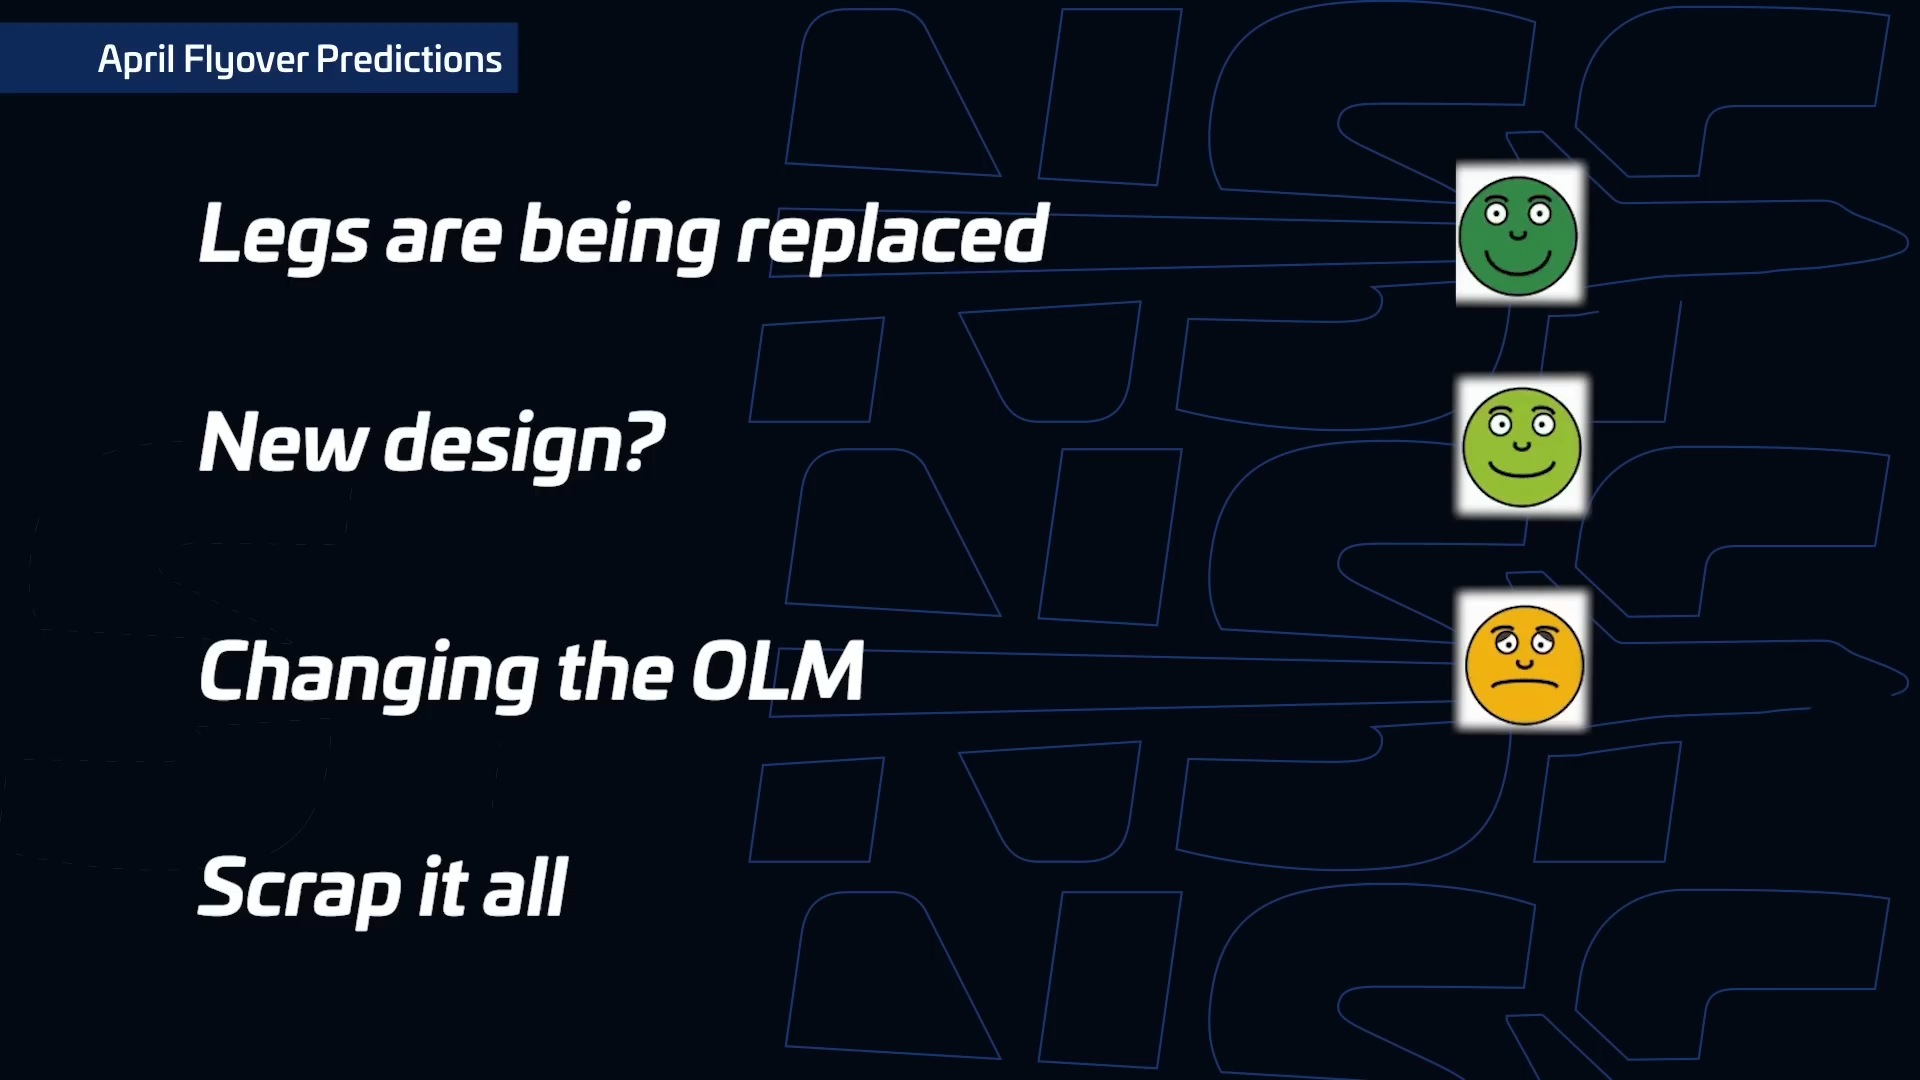 April Flyover Predictions
Legs are being replaced
New design?
Changing the OLM
Scrap it all